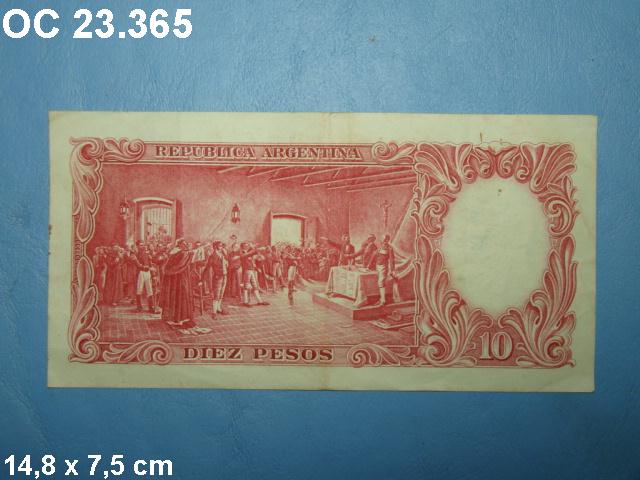 OC 23.365
REPUBLICA ARGENTINA
DIEZ PESOS
10
14,8 x 7,5 cm